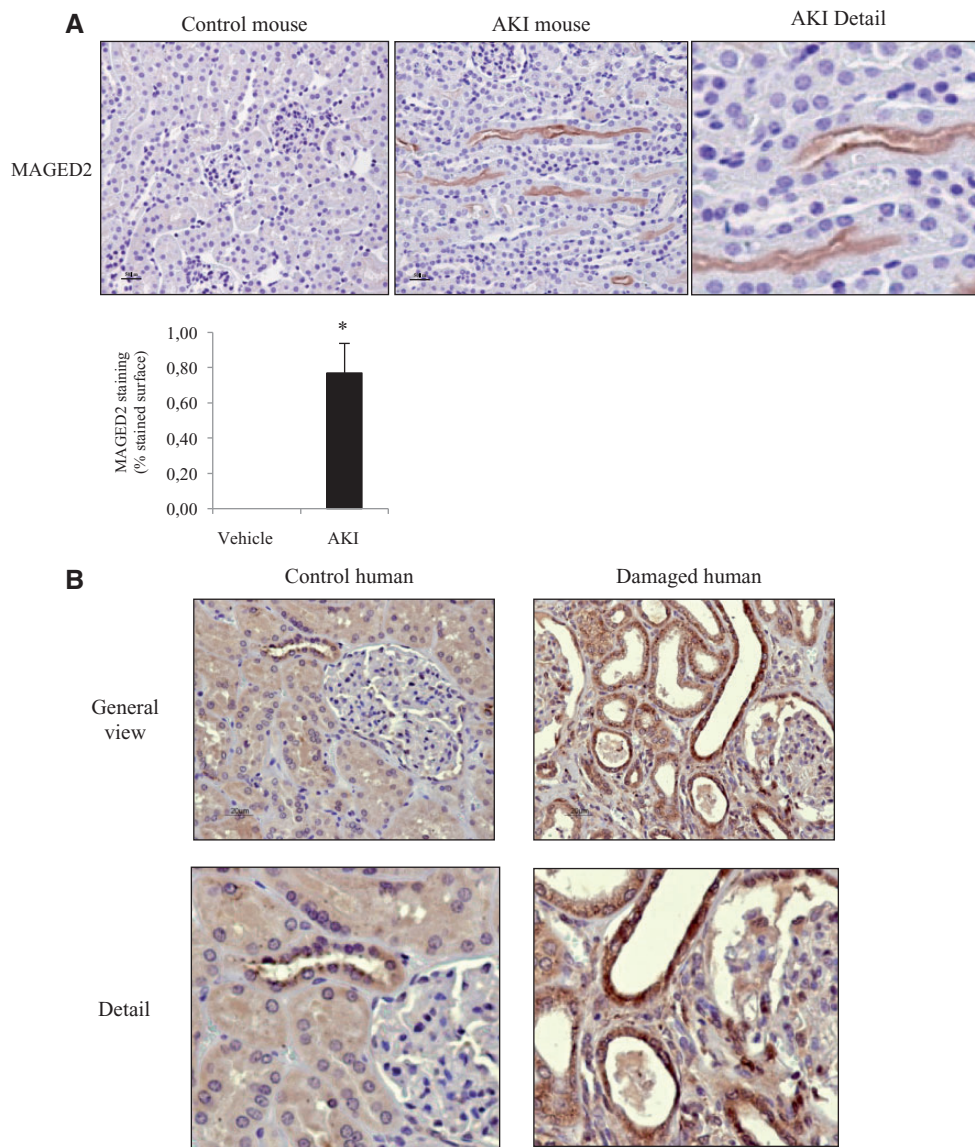 A
Control mouse
AKI mouse
AKI Detail
MAGED2
MAGED2 staining
(% stained surface)
1,00
0,80
0,60
0,40
0,20
0,00
*
Vehicle
AKI
B
Control human
Damaged human
General
view
20µm
Detail